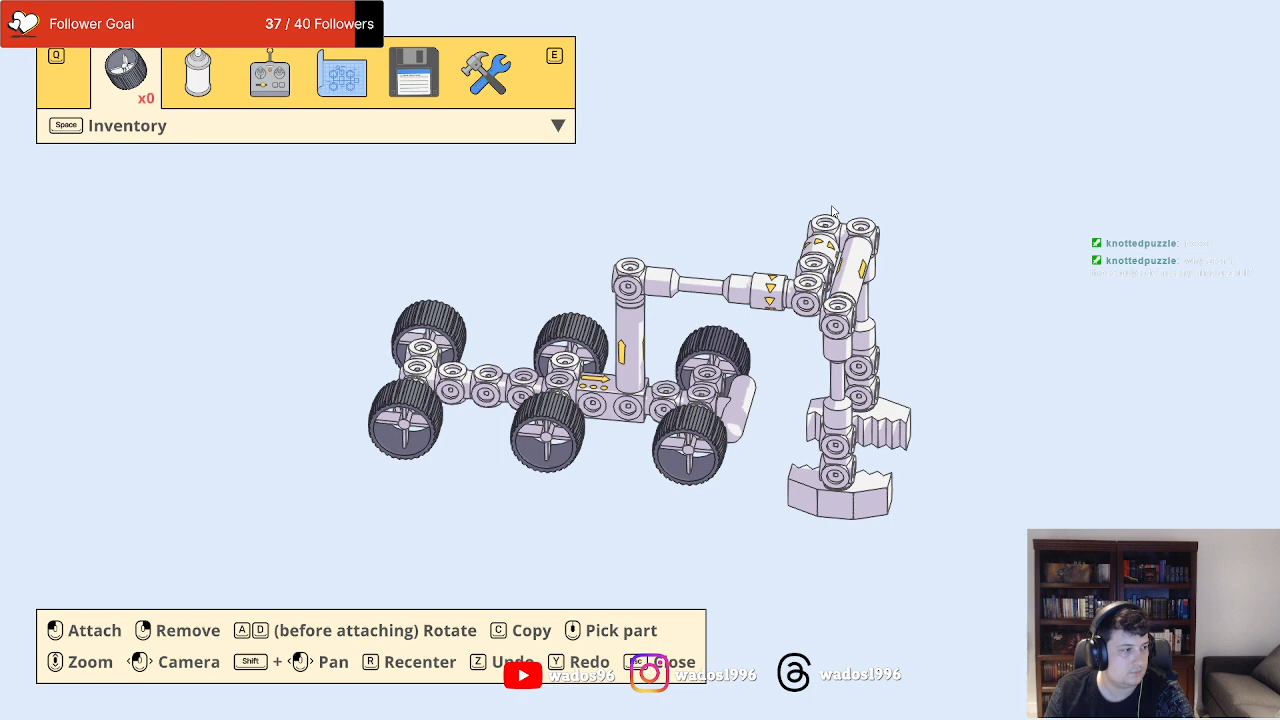 Follower Goal 37 / 40 Followers
Q E
x0
Space Inventory
knottedpuzzle:
knottedpuzzle:
Attach Remove A D (before attaching) Rotate C Copy Pick part
Zoom Camera Shift + Pan R Recenter Z Undo Y Redo
wados96 wados1996 wados1996